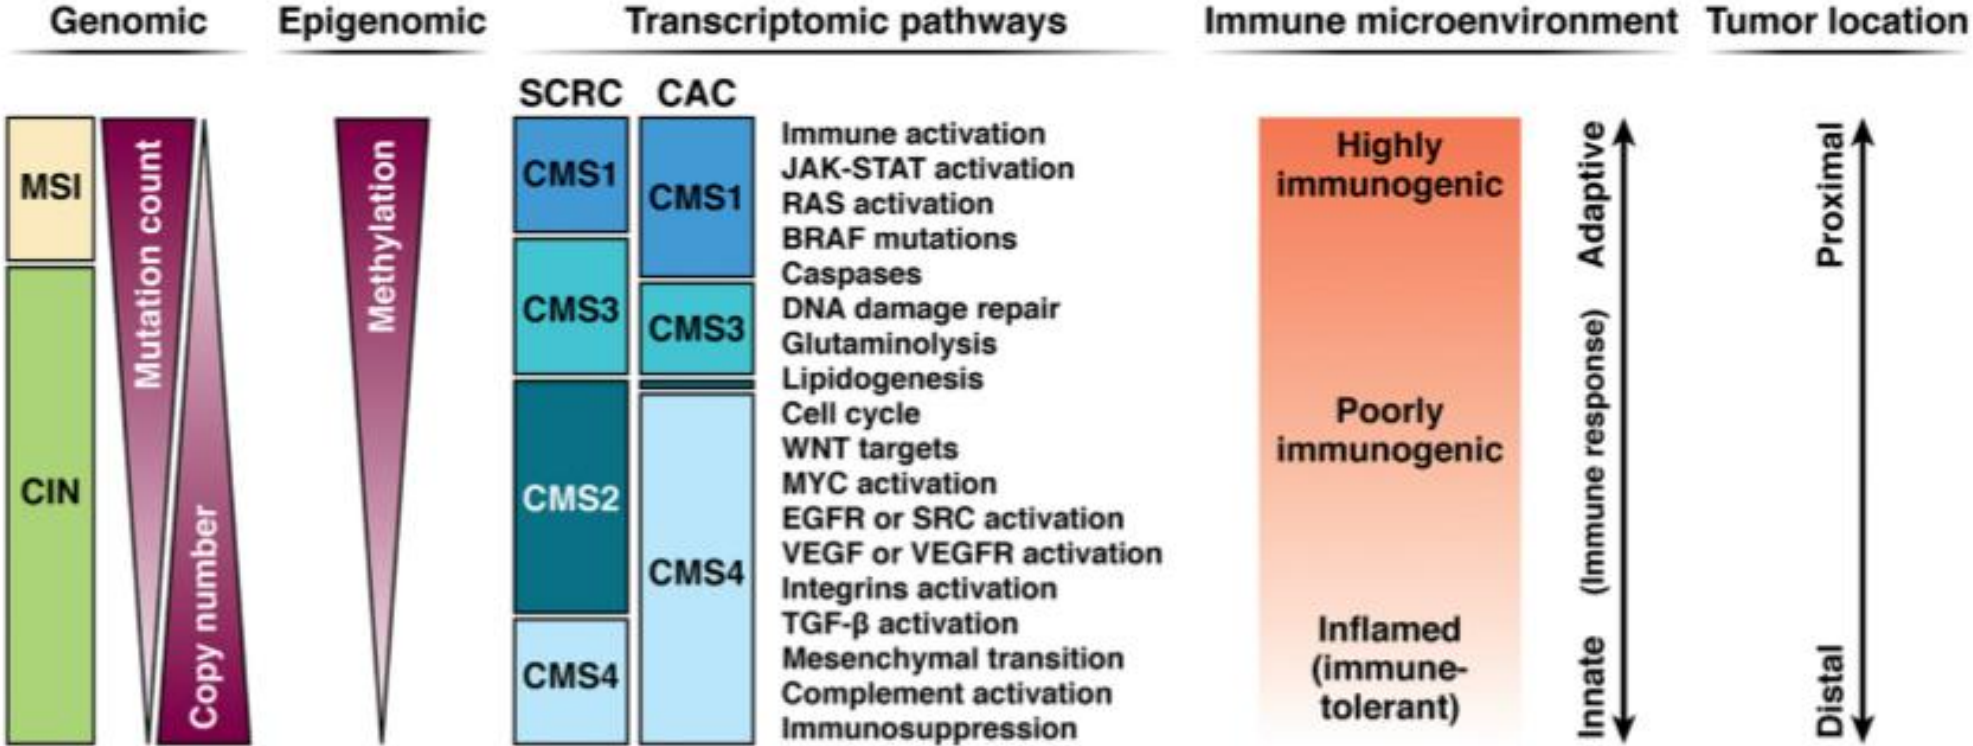 Genomic
Epigenomic
Transcriptomic pathways
Immune microenvironment
Tumor location
MSI
CIN
Mutation count
Copy number
Methylation
SCRC
CAC
CMS1
CMS3
CMS2
CMS4
CMS1
CMS3
CMS4
Immune activation
JAK-STAT activation
RAS activation
BRAF mutations
Caspases
DNA damage repair
Glutaminolysis
Lipidogenesis
Cell cycle
WNT targets
MYC activation
EGFR or SRC activation
VEGF or VEGFR activation
Integrins activation
TGF-β activation
Mesenchymal transition
Complement activation
Immunosuppression
Highly
immunogenic
Poorly
immunogenic
Inflamed
(immune-
tolerant)
Innate (Immune response) Adaptive
Distal
Proximal